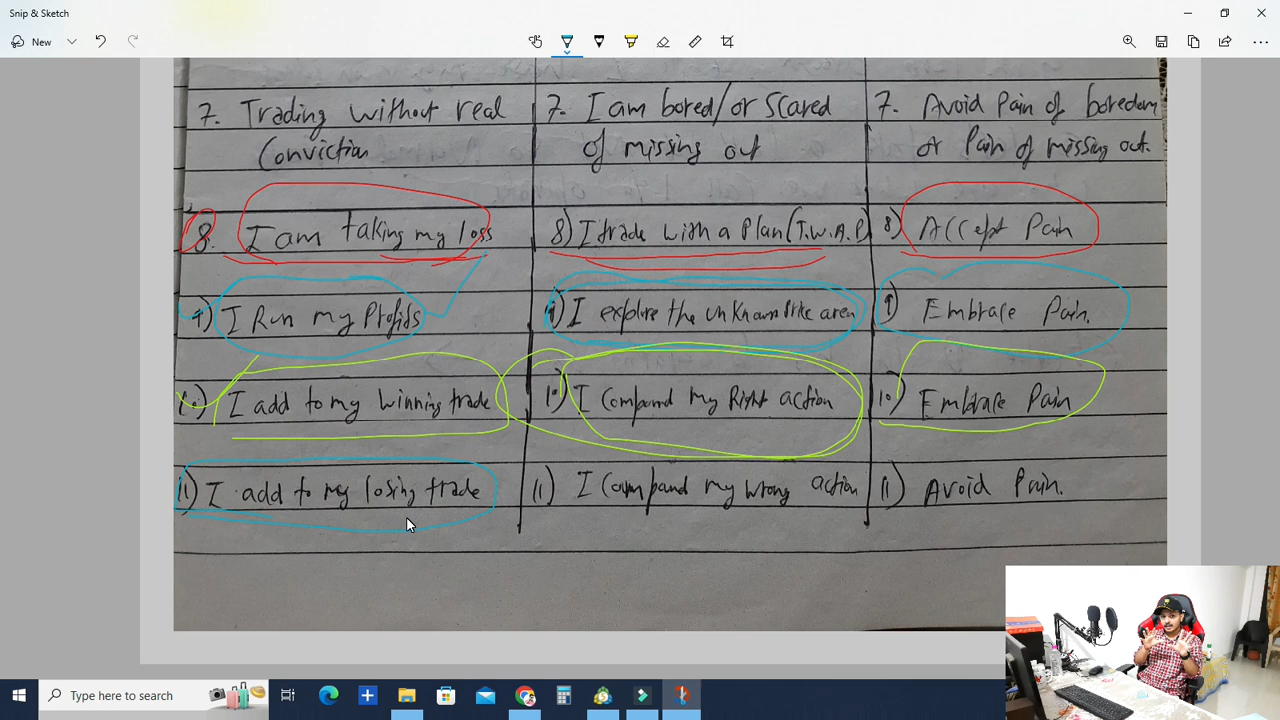 Snip & Sketch
New
7. Trading without real
Conviction
7. I am bored/or Scared
of missing out
7. Avoid Pain of boredom
or Pain of missing out.
8. I am taking my loss
8) I trade with a Plan (T.W.A.P)
8) Accept Pain
9) I Run my Profits
9) I explore the unknown Price area
9) Embrace Pain.
10) I add to my winning trade
10) I Compound my Right action
10) Embrace Pain
11) I add to my losing trade
11) I Compound my wrong action
11) Avoid Pain.
Type here to search